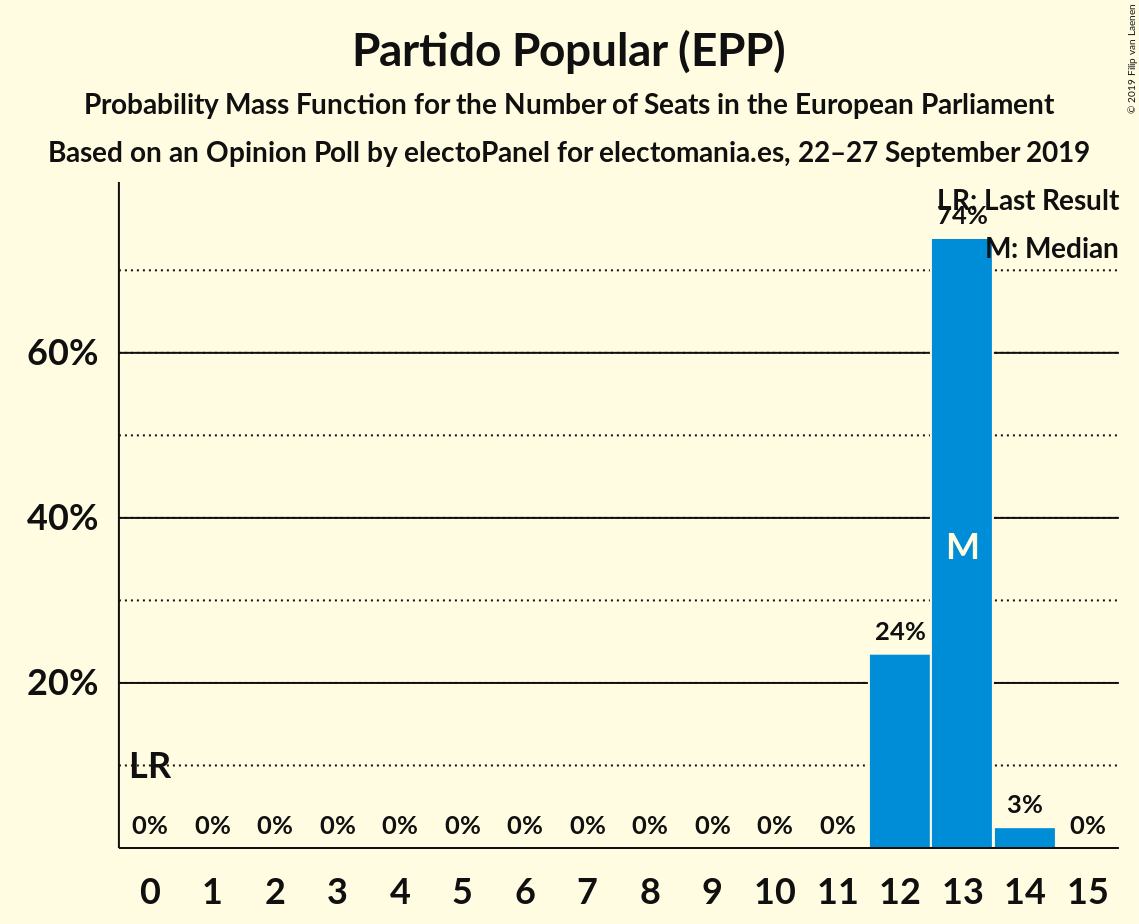 Partido Popular (EPP)
Probability Mass Function for the Number of Seats in the European Parliament
Based on an Opinion Poll by electoPanel for electomania.es, 22–27 September 2019
© 2019 Filip van Laenen
LR: Last Result
M: Median
74%
60%
40%
M
24%
20%
LR
3%
0% 0% 0% 0% 0% 0% 0% 0% 0% 0% 0% 0% 0%
0 1 2 3 4 5 6 7 8 9 10 11 12 13 14 15